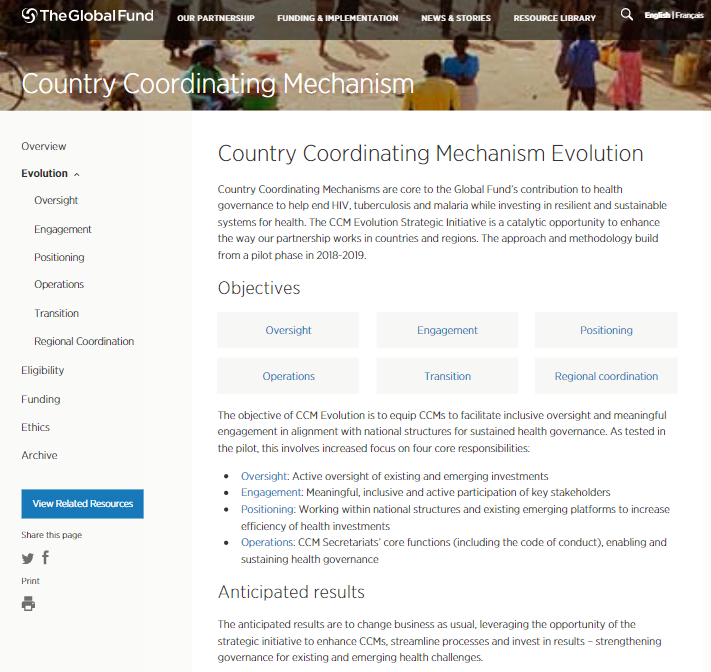 The Global Fund
OUR PARTNERSHIP
FUNDING & IMPLEMENTATION
NEWS & STORIES
RESOURCE LIBRARY
English | Français
Country Coordinating Mechanism
Overview
Evolution
Oversight
Engagement
Positioning
Operations
Transition
Regional Coordination
Eligibility
Funding
Ethics
Archive
View Related Resources
Share this page
Print
Country Coordinating Mechanism Evolution
Country Coordinating Mechanisms are core to the Global Fund's contribution to health
governance to help end HIV, tuberculosis and malaria while investing in resilient and sustainable
systems for health. The CCM Evolution Strategic Initiative is a catalytic opportunity to enhance
the way our partnership works in countries and regions. The approach and methodology build
from a pilot phase in 2018-2019.
Objectives
Oversight
Engagement
Positioning
Operations
Transition
Regional coordination
The objective of CCM Evolution is to equip CCMs to facilitate inclusive oversight and meaningful
engagement in alignment with national structures for sustained health governance. As tested in
the pilot, this involves increased focus on four core responsibilities:
• Oversight: Active oversight of existing and emerging investments
• Engagement: Meaningful, inclusive and active participation of key stakeholders
• Positioning: Working within national structures and existing emerging platforms to increase
efficiency of health investments
• Operations: CCM Secretariats' core functions (including the code of conduct), enabling and
sustaining health governance
Anticipated results
The anticipated results are to change business as usual, leveraging the opportunity of the
strategic initiative to enhance CCMs, streamline processes and invest in results – strengthening
governance for existing and emerging health challenges.